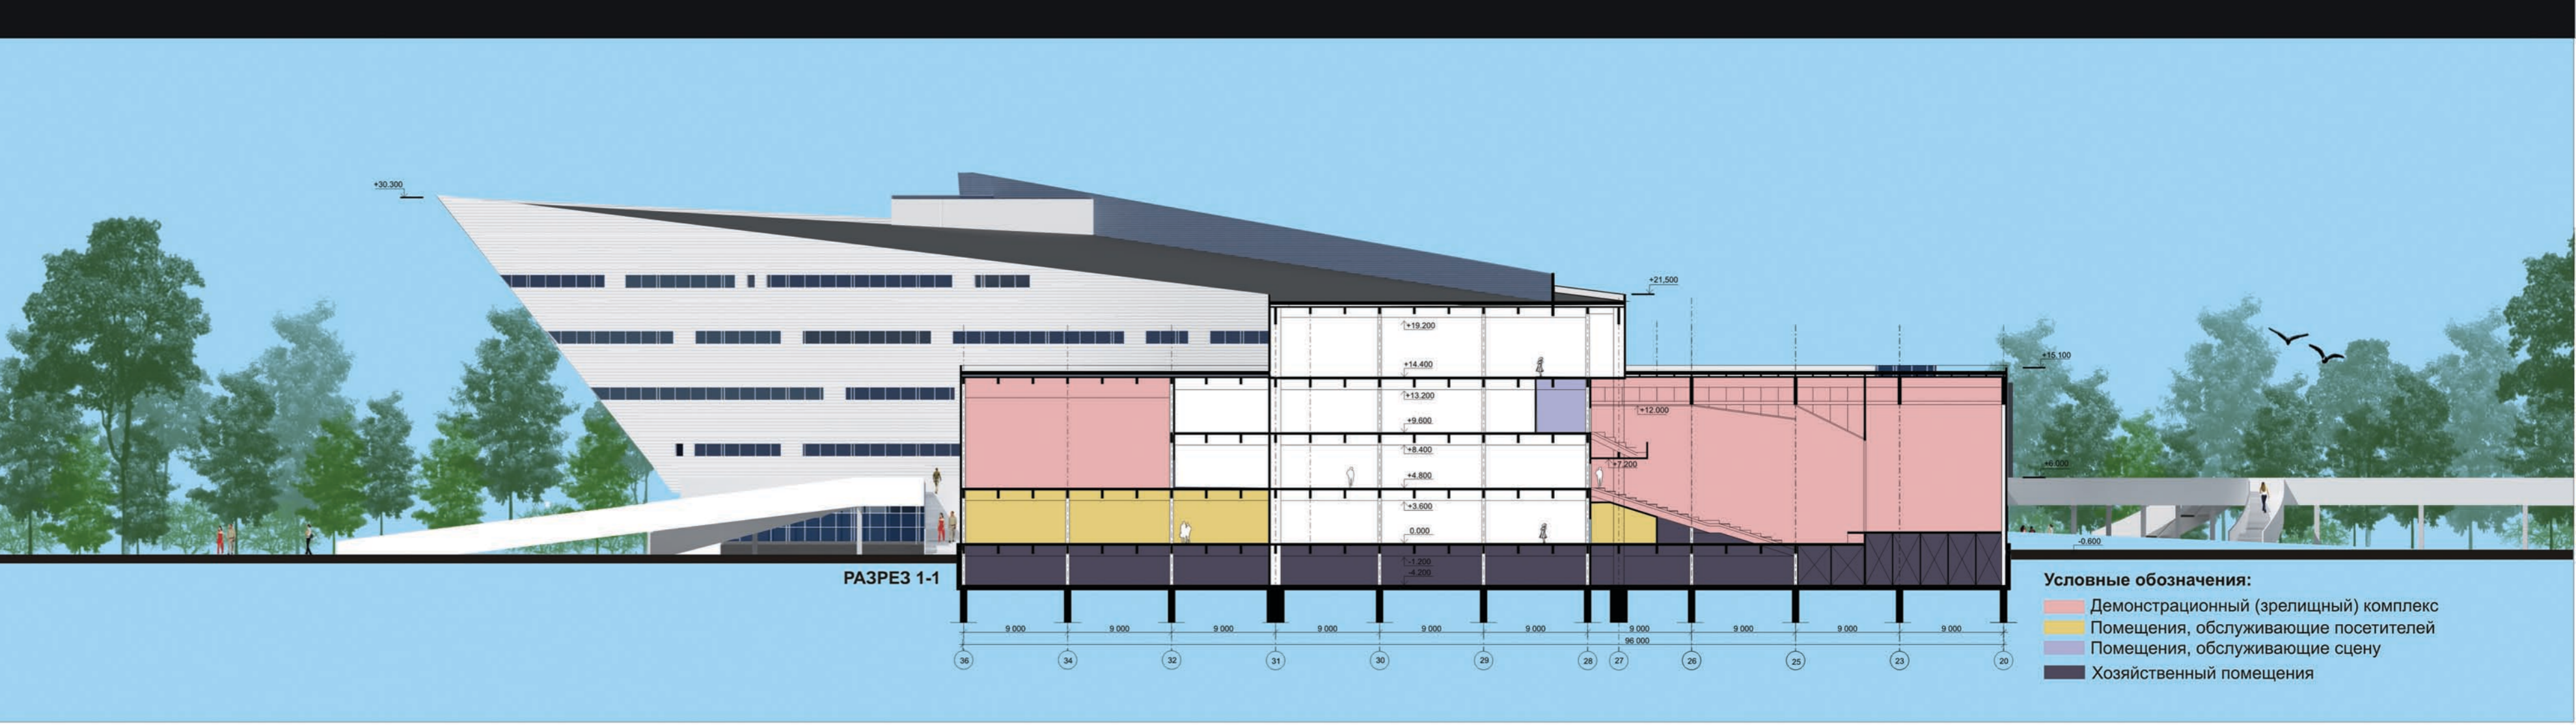 +30.300
+21.500
+19.200
+15.100
+14.400
+13.200
+12.000
+9.600
+8.400
+7.200
+6.000
+4.800
+3.600
0.000
-0.600
-1.200
-4.200
РАЗРЕЗ 1-1
Условные обозначения:
Демонстрационный (зрелищный) комплекс
Помещения, обслуживающие посетителей
Помещения, обслуживающие сцену
Хозяйственный помещения
9 000 9 000 9 000 9 000 9 000 9 000 9 000 9 000 9 000 9 000
96 000
36 34 32 31 30 29 28 27 26 25 23 20